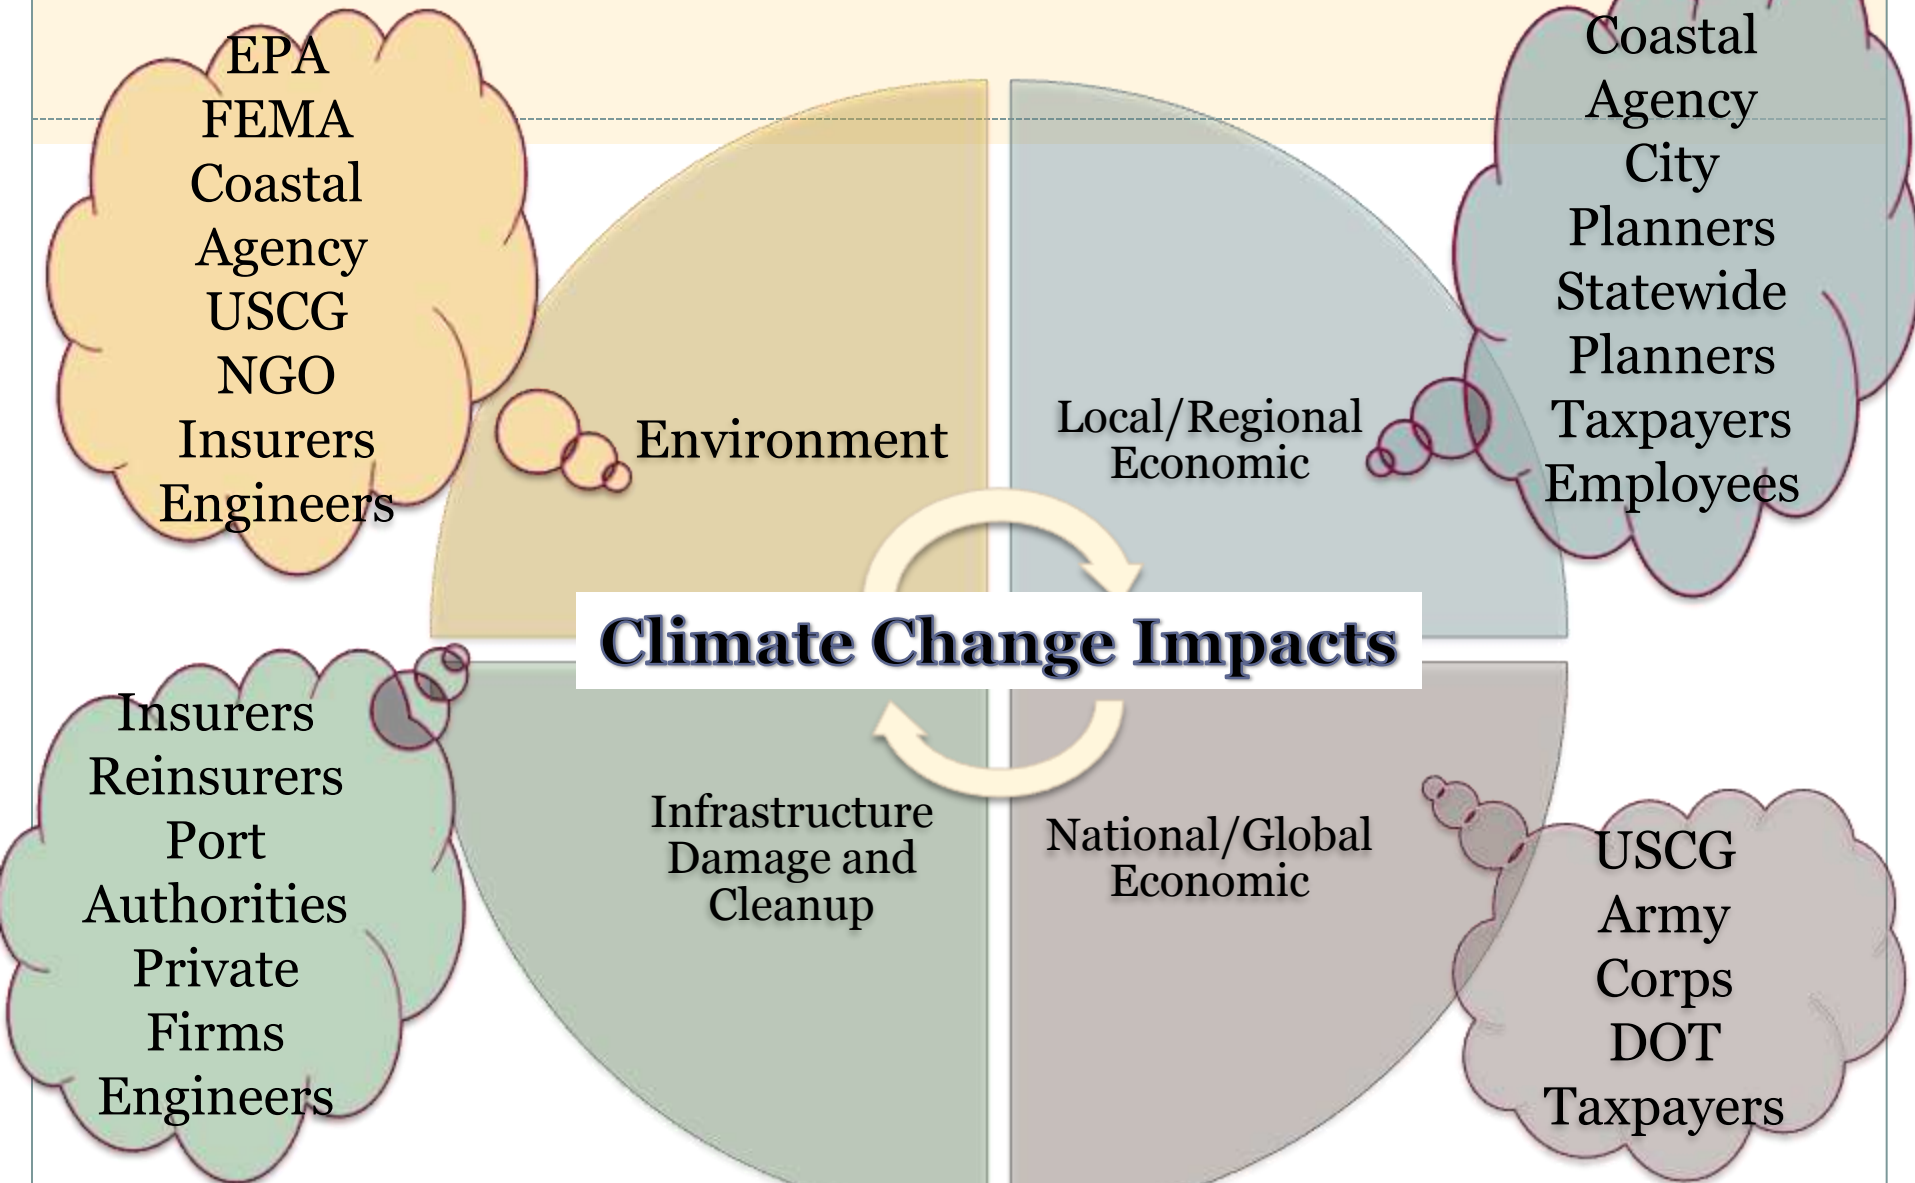 EPA
FEMA
Coastal
Agency
USCG
NGO
Insurers
Engineers
Environment
Coastal
Agency
City
Planners
Statewide
Planners
Taxpayers
Employees
Local/Regional
Economic
Climate Change Impacts
Insurers
Reinsurers
Port
Authorities
Private
Firms
Engineers
Infrastructure
Damage and
Cleanup
National/Global
Economic
USCG
Army
Corps
DOT
Taxpayers